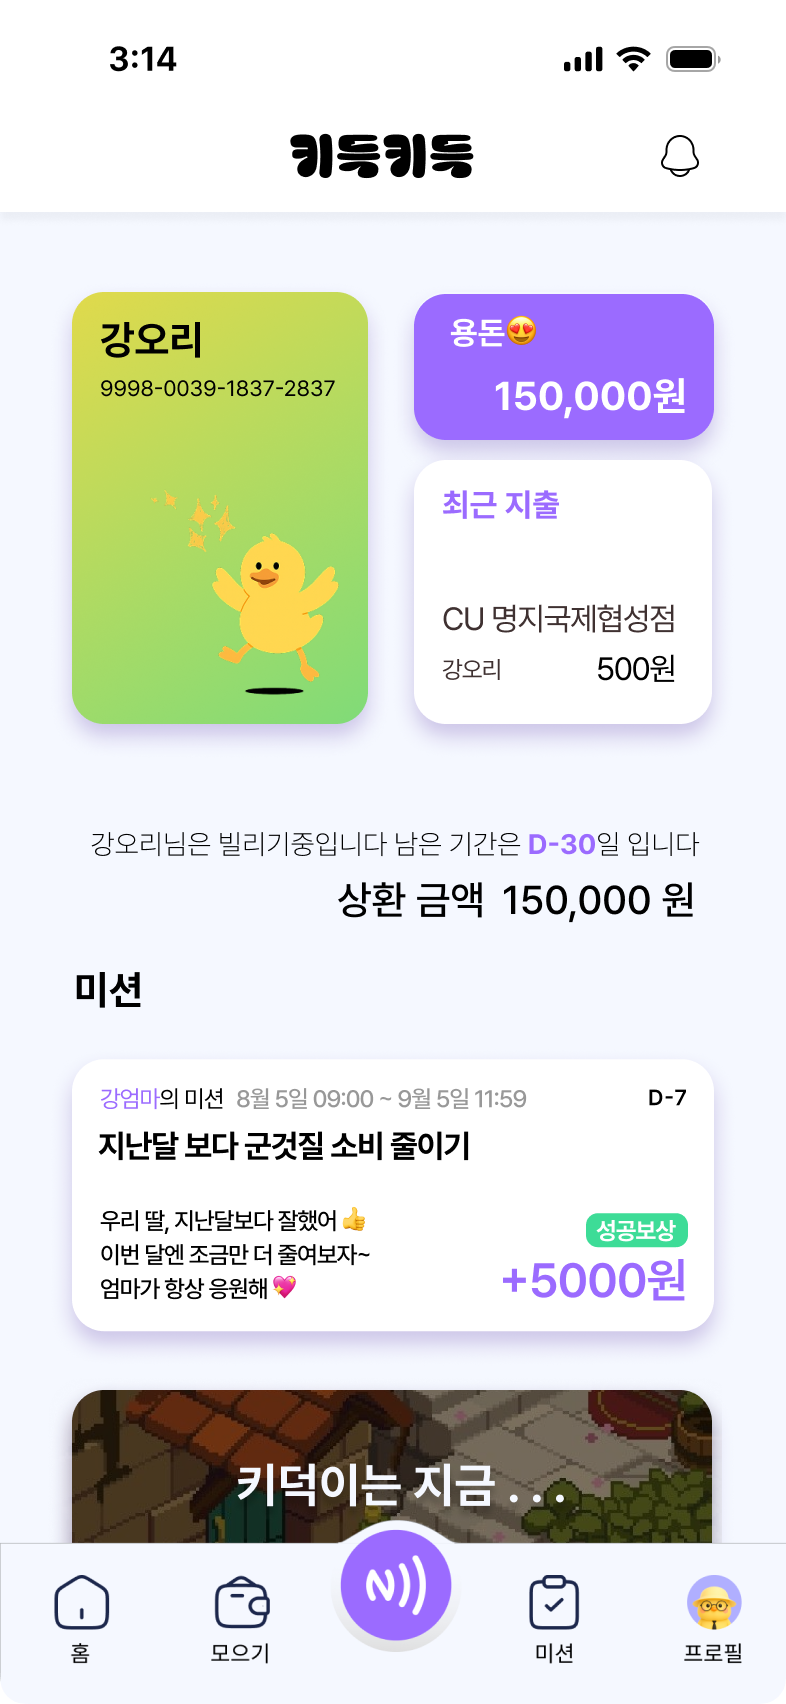 3:14
키득키득
강오리
9998-0039-1837-2837
용돈😍
150,000원
최근 지출
CU 명지국제협성점
강오리 500원
강오리님은 빌리기중입니다 남은 기간은 D-30일 입니다
상환 금액 150,000 원
미션
강엄마의 미션 8월 5일 09:00 ~ 9월 5일 11:59 D-7
지난달 보다 군것질 소비 줄이기
우리 딸, 지난달보다 잘했어 👍
이번 달엔 조금만 더 줄여보자~
엄마가 항상 응원해 💖
성공보상
+5000원
키덕이는 지금 . . .
홈 모으기 미션 프로필